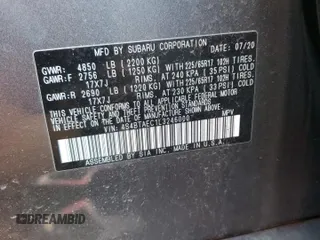 MFD BY SUBARU CORPORATION 07/20
GVWR: 4850 LB (2200 KG)
GAWR:F 2756 LB (1250 KG) WITH 225/65R17 102H TIRES,
17X7J RIMS,AT 240 KPA ( 35 PSI) COLD
GAWR:R 2690 LB (1220 KG) WITH 225/65R17 102H TIRES,
17X7J RIMS,AT 230 KPA ( 33 PSI) COLD
THIS VEHICLE CONFORMS TO ALL APPLICABLE
FEDERAL MOTOR VEHICLE SAFETY, BUMPER AND
THEFT PREVENTION STANDARDS IN EFFECT ON
THE DATE OF MANUFACTURE SHOWN ABOVE.
VIN: MPV
ASSEMBLED BY SIA INC. MADE IN U.S.A.
DREAMBID